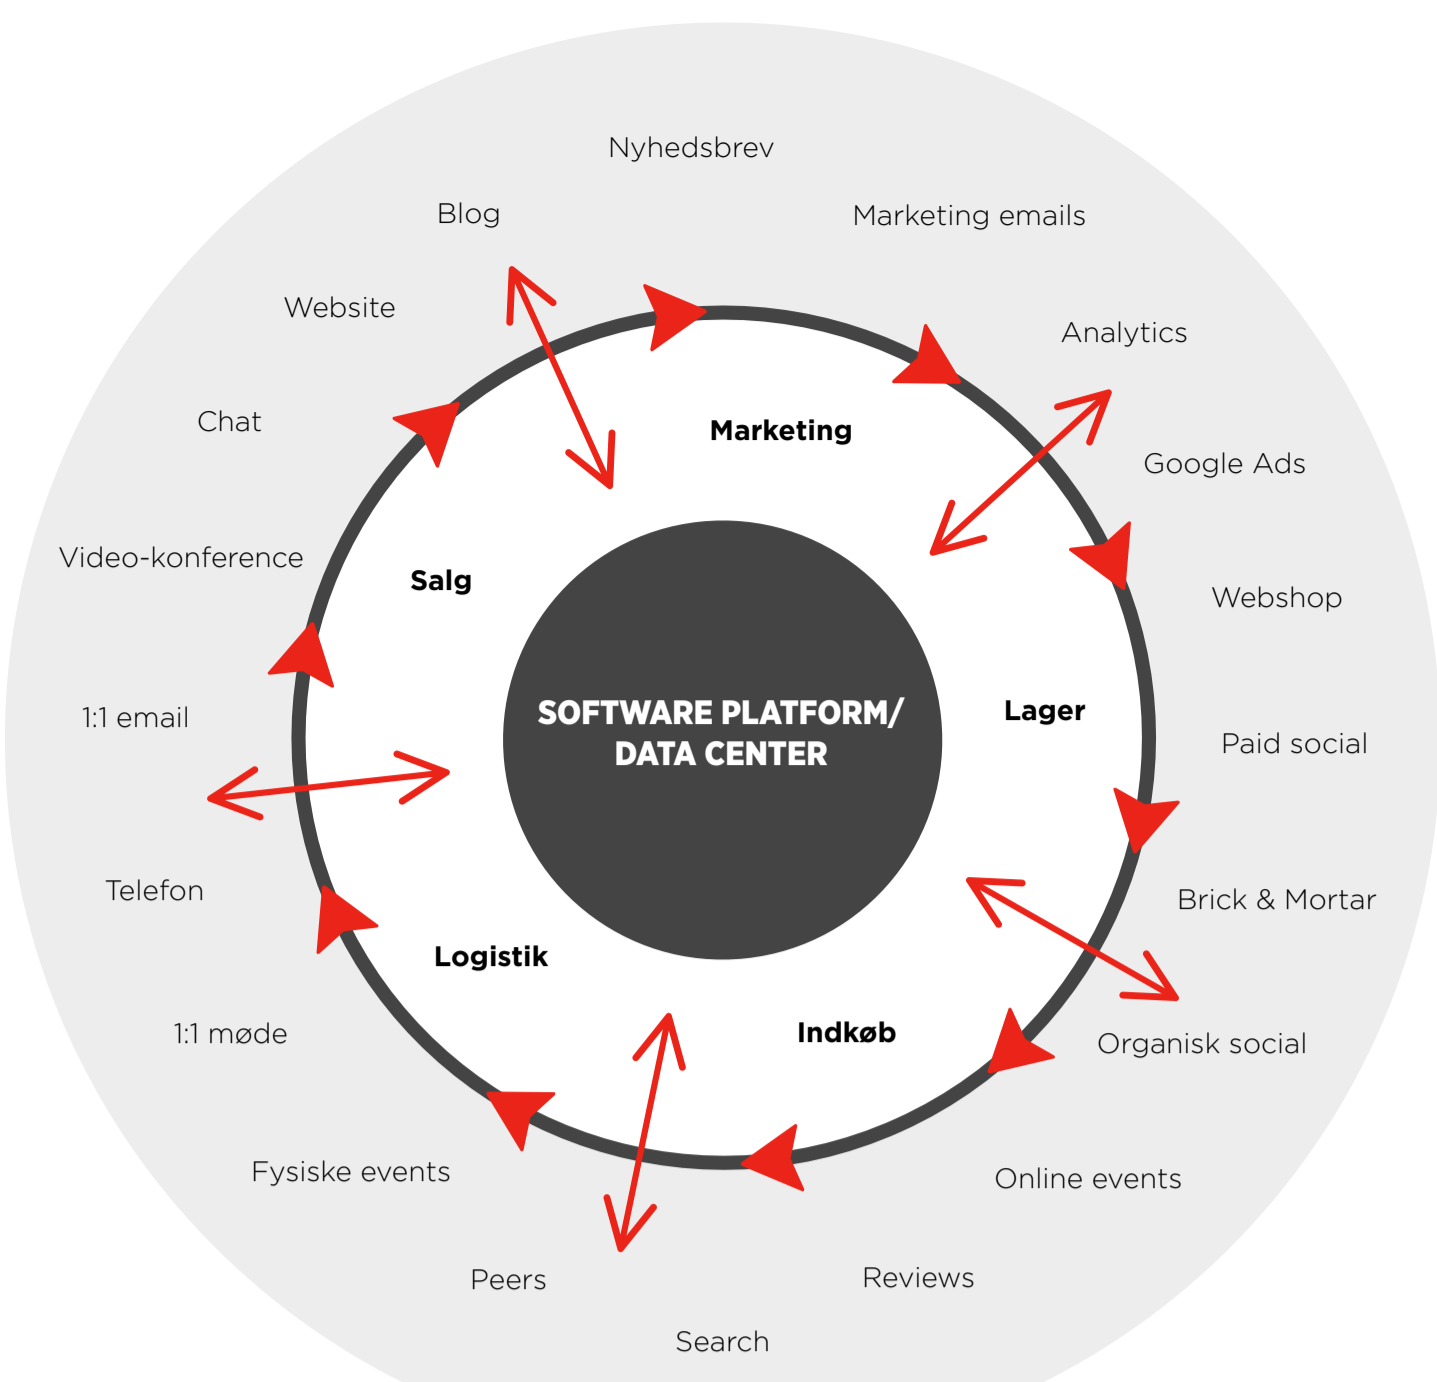 Nyhedsbrev
Blog
Marketing emails
Website
Analytics
Chat
Marketing
Google Ads
Video-konference
Salg
Webshop
1:1 email
SOFTWARE PLATFORM/
DATA CENTER
Lager
Paid social
Telefon
Brick & Mortar
Logistik
1:1 møde
Indkøb
Organisk social
Fysiske events
Online events
Peers
Reviews
Search